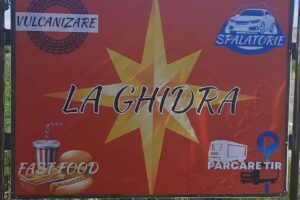 VULCANIZARE
SPALATORIE
LA GHIDRA
FAST FOOD
P
PARCARE TIR